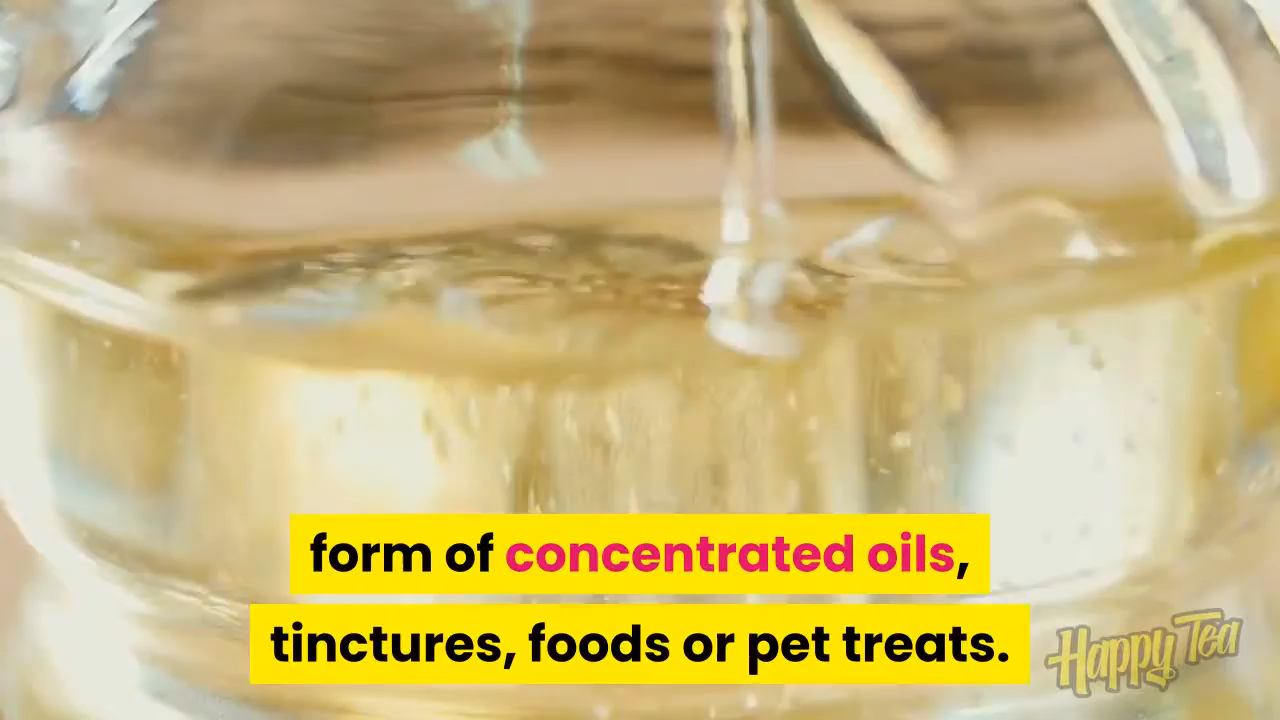 form of concentrated oils,
tinctures, foods or pet treats.
Happy Tea